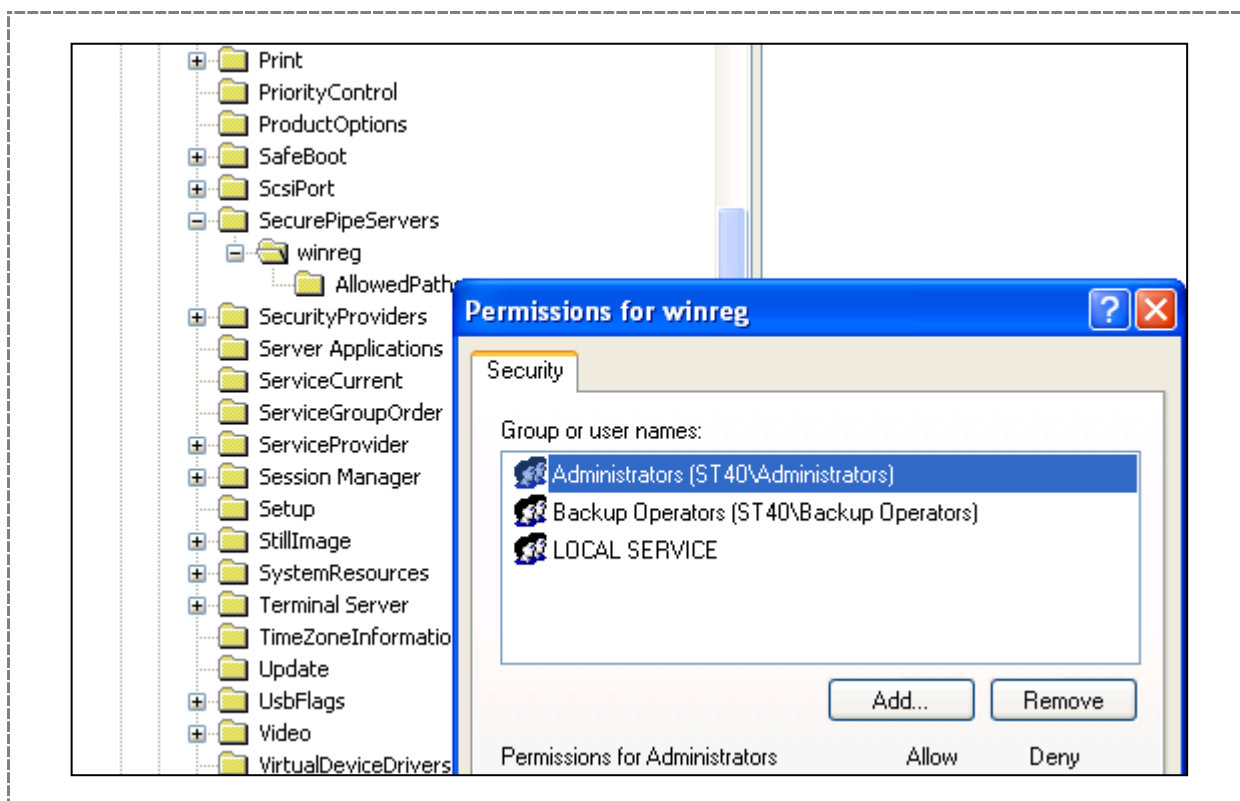 Print
PriorityControl
ProductOptions
SafeBoot
ScsiPort
SecurePipeServers
winreg
AllowedPath
SecurityProviders
Server Applications
ServiceCurrent
ServiceGroupOrder
ServiceProvider
Session Manager
Setup
StillImage
SystemResources
Terminal Server
TimeZoneInformatio
Update
UsbFlags
Video
VirtualDeviceDrivers
Permissions for winreg
Security
Group or user names:
Administrators (ST40\Administrators)
Backup Operators (ST40\Backup Operators)
LOCAL SERVICE
Add... Remove
Permissions for Administrators Allow Deny